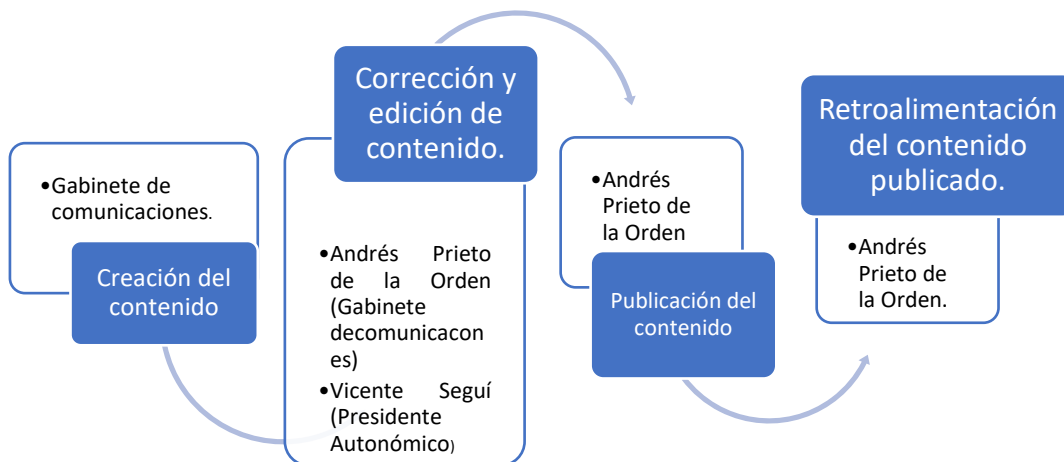 •Gabinete de
comunicaciones.
Creación del
contenido
Corrección y
edición de
contenido.
•Andrés Prieto
de la Orden
(Gabinete
decomunicacon
es)
•Vicente Seguí
(Presidente
Autonómico)
•Andrés
Prieto de
la Orden
Publicación del
contenido
Retroalimentación
del contenido
publicado.
•Andrés
Prieto de
la Orden.